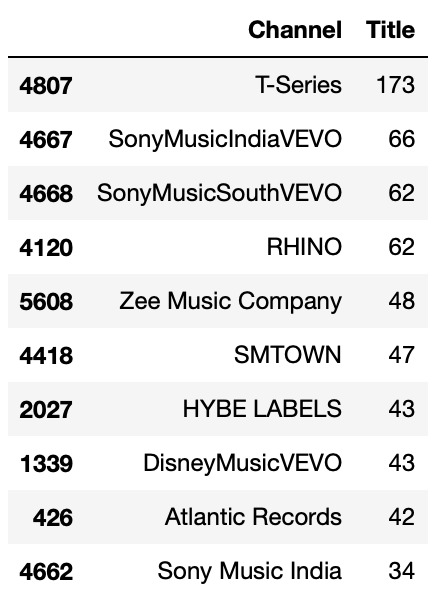 Channel Title
4807 T-Series 173
4667 SonyMusicIndiaVEVO 66
4668 SonyMusicSouthVEVO 62
4120 RHINO 62
5608 Zee Music Company 48
4418 SMTOWN 47
2027 HYBE LABELS 43
1339 DisneyMusicVEVO 43
426 Atlantic Records 42
4662 Sony Music India 34